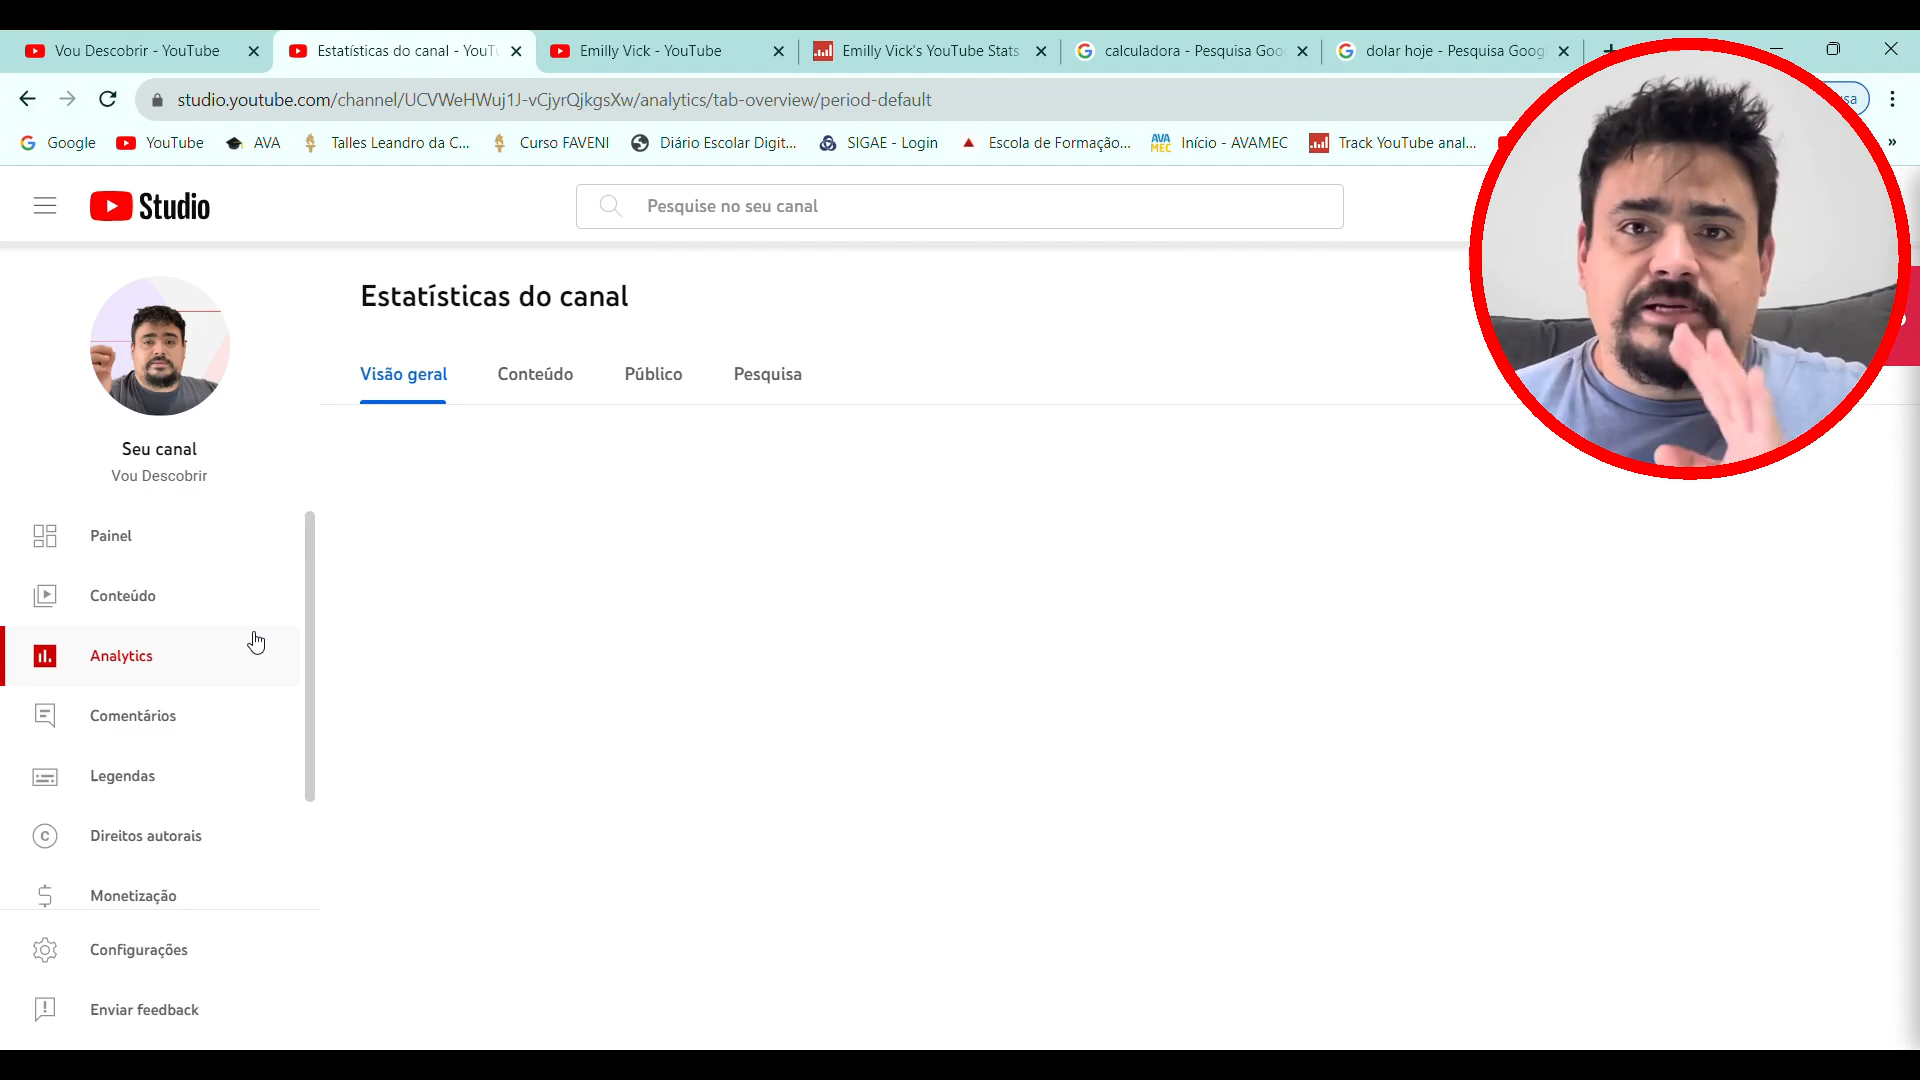 Vou Descobrir - YouTube
Estatísticas do canal - YouTu
Emilly Vick - YouTube
Emilly Vick's YouTube Stats
calculadora - Pesquisa Goo
dolar hoje - Pesquisa Goog
studio.youtube.com/channel/UCVWeHWuj1J-vCjyrQjkgsXw/analytics/tab-overview/period-default
Google
YouTube
AVA
Talles Leandro da C...
Curso FAVENI
Diário Escolar Digit...
SIGAE - Login
Escola de Formação...
AVA MEC
Início - AVAMEC
Track YouTube anal...
»
Studio
Pesquise no seu canal
Estatísticas do canal
Visão geral
Conteúdo
Público
Pesquisa
Seu canal
Vou Descobrir
Painel
Conteúdo
Analytics
Comentários
Legendas
Direitos autorais
Monetização
Configurações
Enviar feedback